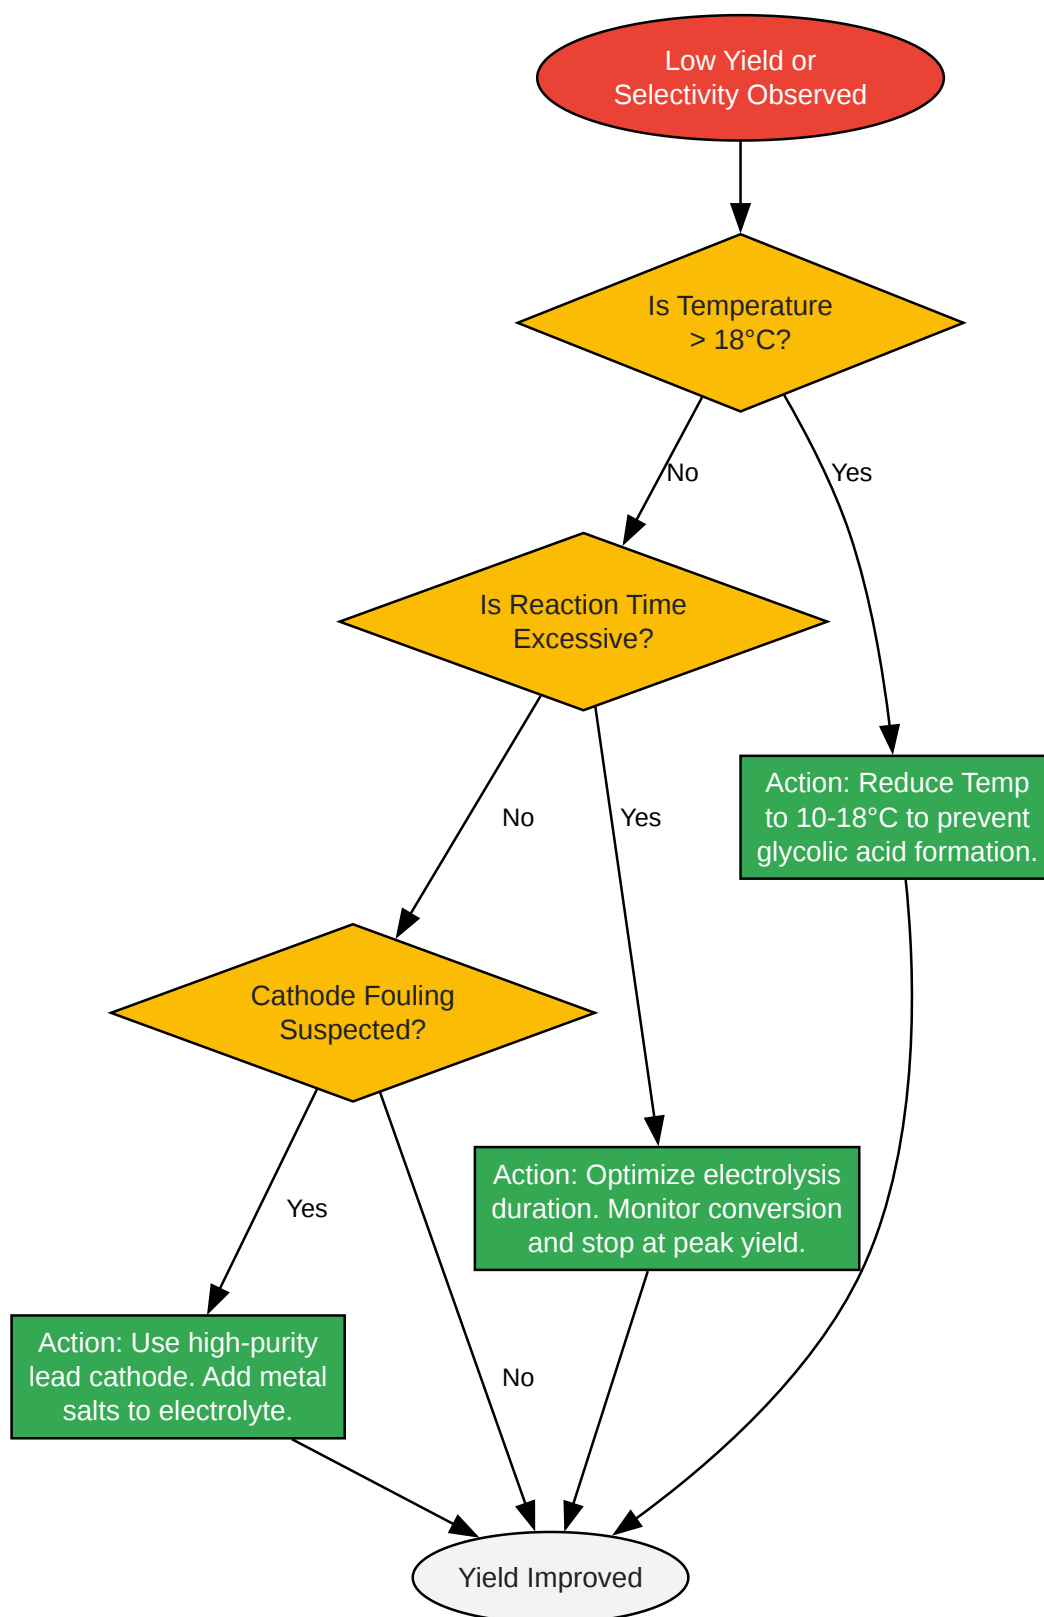 Low Yield or
Selectivity Observed
Is Temperature
> 18°C?
No
Yes
Is Reaction Time
Excessive?
Action: Reduce Temp
to 10-18°C to prevent
glycolic acid formation.
No
Yes
Cathode Fouling
Suspected?
Action: Optimize electrolysis
duration. Monitor conversion
and stop at peak yield.
Yes
Action: Use high-purity
lead cathode. Add metal
salts to electrolyte.
No
Yield Improved